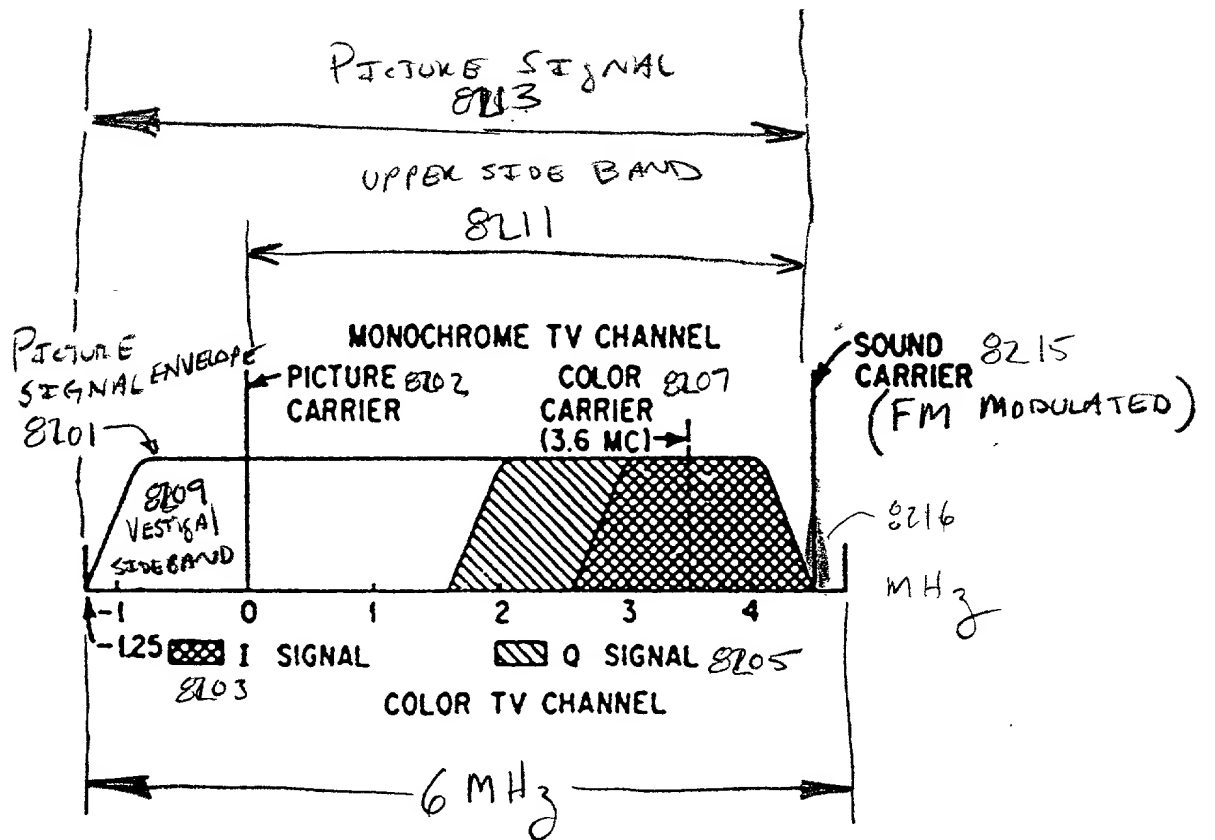 PICTURE SIGNAL
8213
UPPER SIDE BAND
8211
MONOCHROME TV CHANNEL
PICTURE
SIGNAL ENVELOPE
8201
PICTURE 8202
CARRIER
COLOR 8207
CARRIER
(3.6 MC)
SOUND 8215
CARRIER
(FM MODULATED)
8209
VESTIGAL
SIDEBAND
8216
MHz
-1 0 1 2 3 4
-1.25
I SIGNAL
8203
Q SIGNAL 8205
COLOR TV CHANNEL
6 MHz